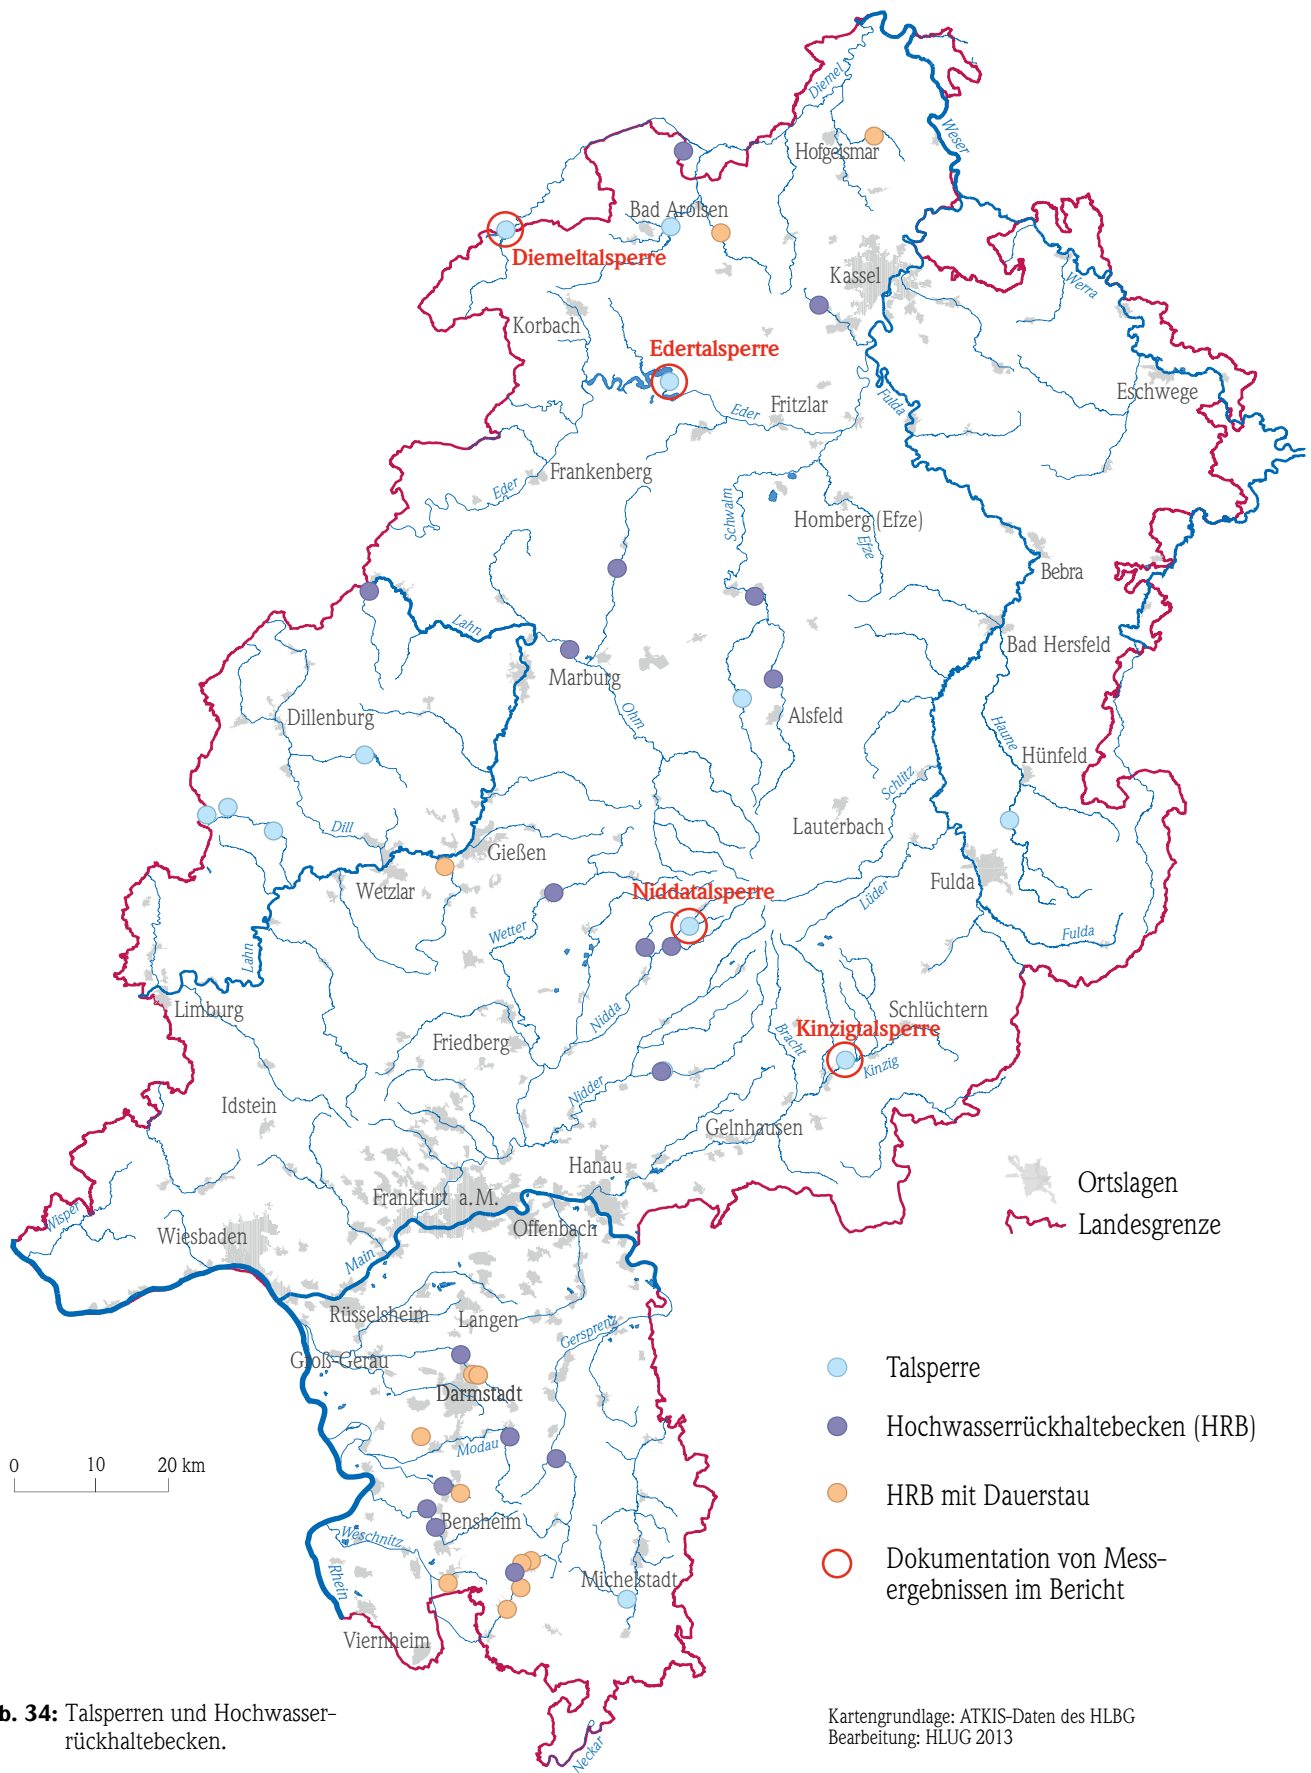 Diemel
Weser
Hofgeismar
Bad Arolsen
Diemeltalsperre
Kassel
Werra
Korbach
Edertalsperre
Eschwege
Eder
Fritzlar
Fulda
Frankenberg
Eder
Schwalm
Homberg (Efze)
Efze
Bebra
Lahn
Bad Hersfeld
Marburg
Ohm
Dillenburg
Alsfeld
Haune
Hünfeld
Schlitz
Dill
Lauterbach
Gießen
Wetzlar
Niddatalsperre
Fulda
Lüder
Wetter
Fulda
Lahn
Limburg
Nidda
Schlüchtern
Kinzigtalsperre
Friedberg
Bracht
Kinzig
Nidder
Idstein
Gelnhausen
Hanau
Ortslagen
Frankfurt a.M.
Wisper
Offenbach
Landesgrenze
Wiesbaden
Main
Rüsselsheim
Langen
Gersprenz
Groß-Gerau
Talsperre
Darmstadt
Hochwasserrückhaltebecken (HRB)
Modau
0 10 20 km
HRB mit Dauerstau
Bensheim
Weschnitz
Dokumentation von Mess-
ergebnissen im Bericht
Rhein
Michelstadt
Viernheim
b. 34: Talsperren und Hochwasser-
rückhaltebecken.
Kartengrundlage: ATKIS-Daten des HLBG
Bearbeitung: HLUG 2013
Neckar